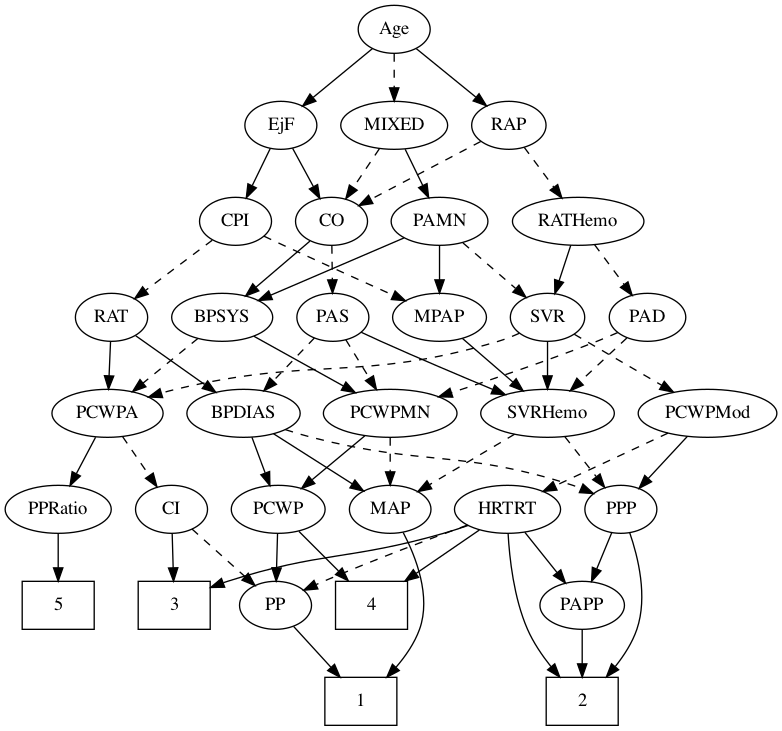 Age
EjF
MIXED
RAP
CPI
CO
PAMN
RATHemo
RAT
BPSYS
PAS
MPAP
SVR
PAD
PCWPA
BPDIAS
PCWPMN
SVRHemo
PCWPMod
PPRatio
CI
PCWP
MAP
HRTRT
PPP
5
3
PP
4
PAPP
1
2